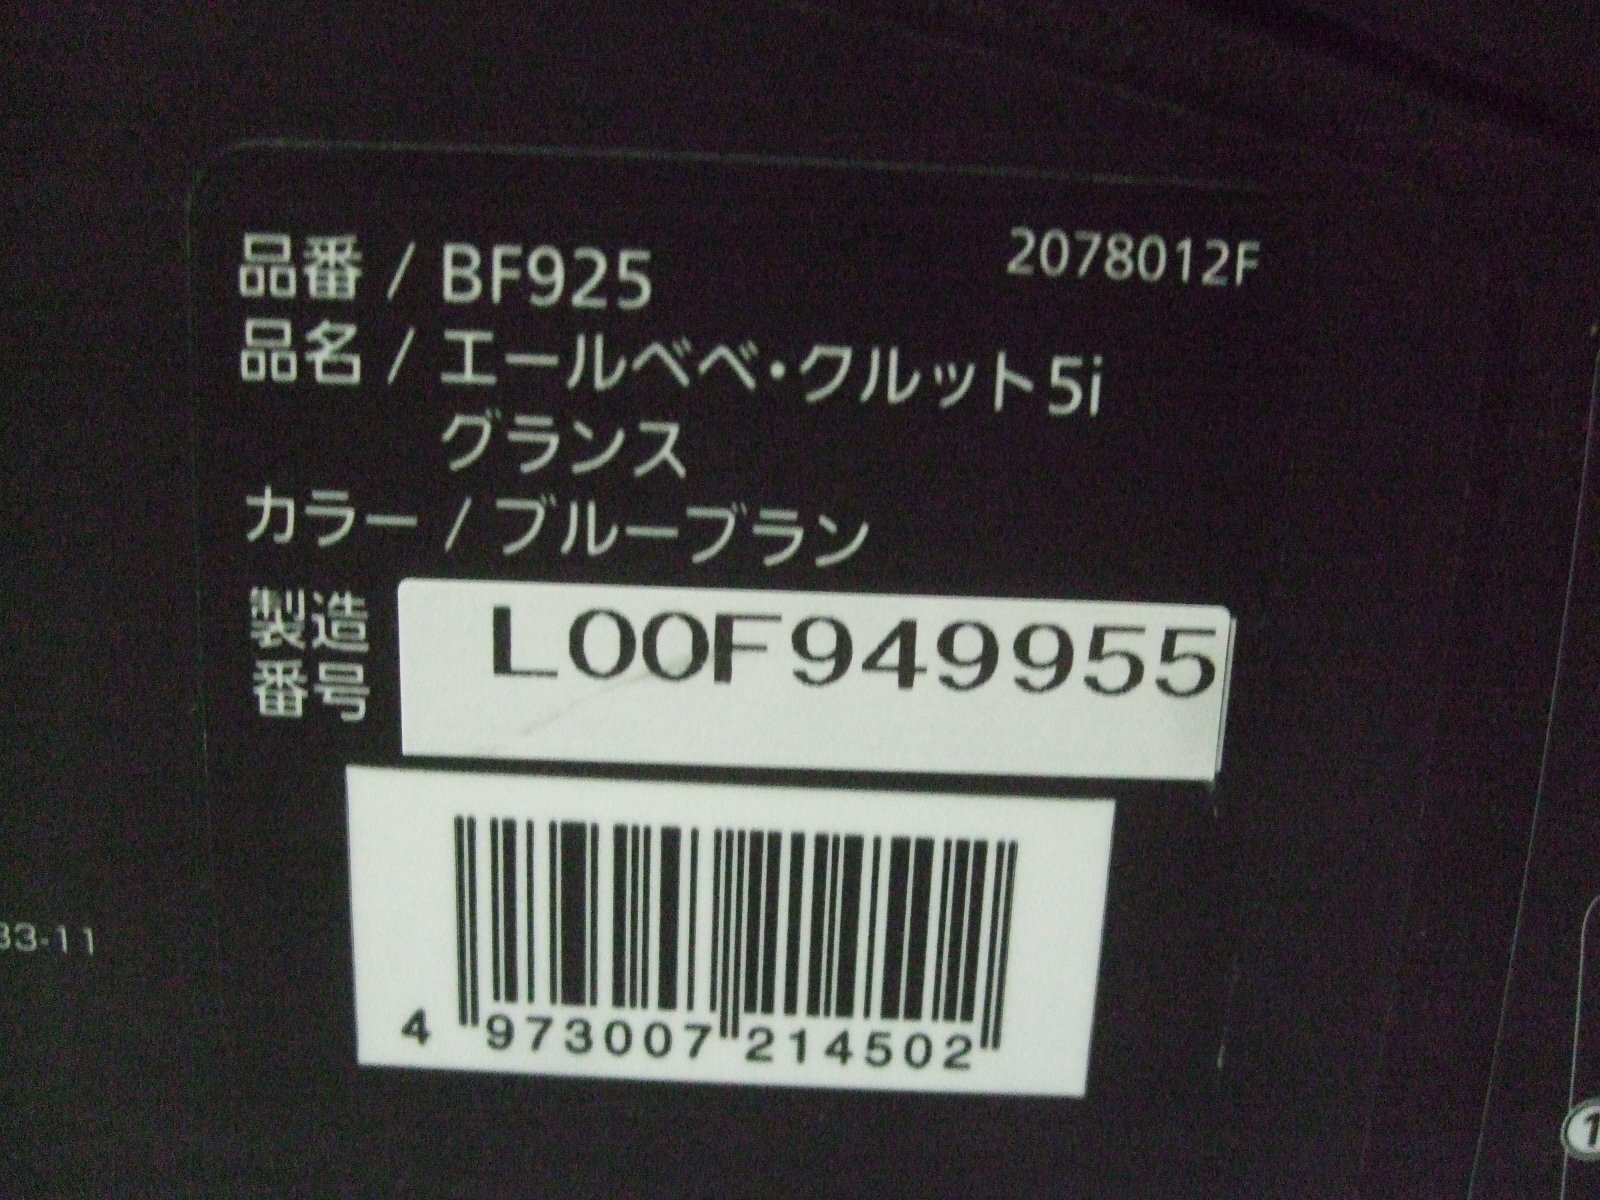 品番 / BF925 2078012F
品名 / エールベベ・クルット5i
グランス
カラー / ブルーブラン
製造
番号
L00F949955
4 973007 214502
33-11
1